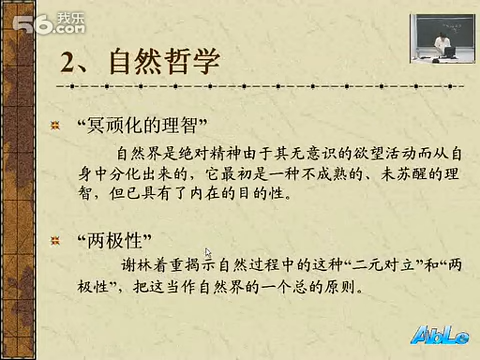 56我乐
.com
2、自然哲学
“冥顽化的理智”
自然界是绝对精神由于其无意识的欲望活动而从自
身中分化出来的，它最初是一种不成熟的、未苏醒的理
智，但已具有了内在的目的性。
“两极性”
谢林着重揭示自然过程中的这种“二元对立”和“两
极性”，把这当作自然界的一个总的原则。